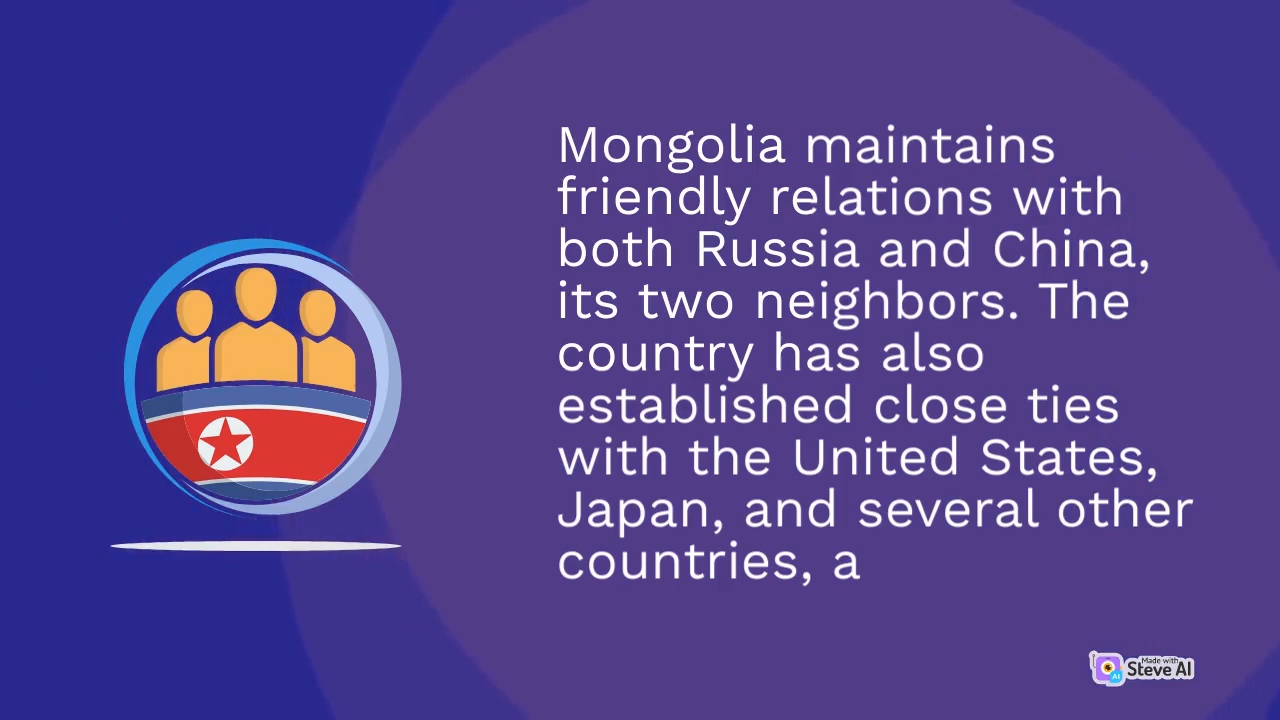 Mongolia maintains
friendly relations with
both Russia and China,
its two neighbors. The
country has also
established close ties
with the United States,
Japan, and several other
countries, a
Made with
Steve AI
AI